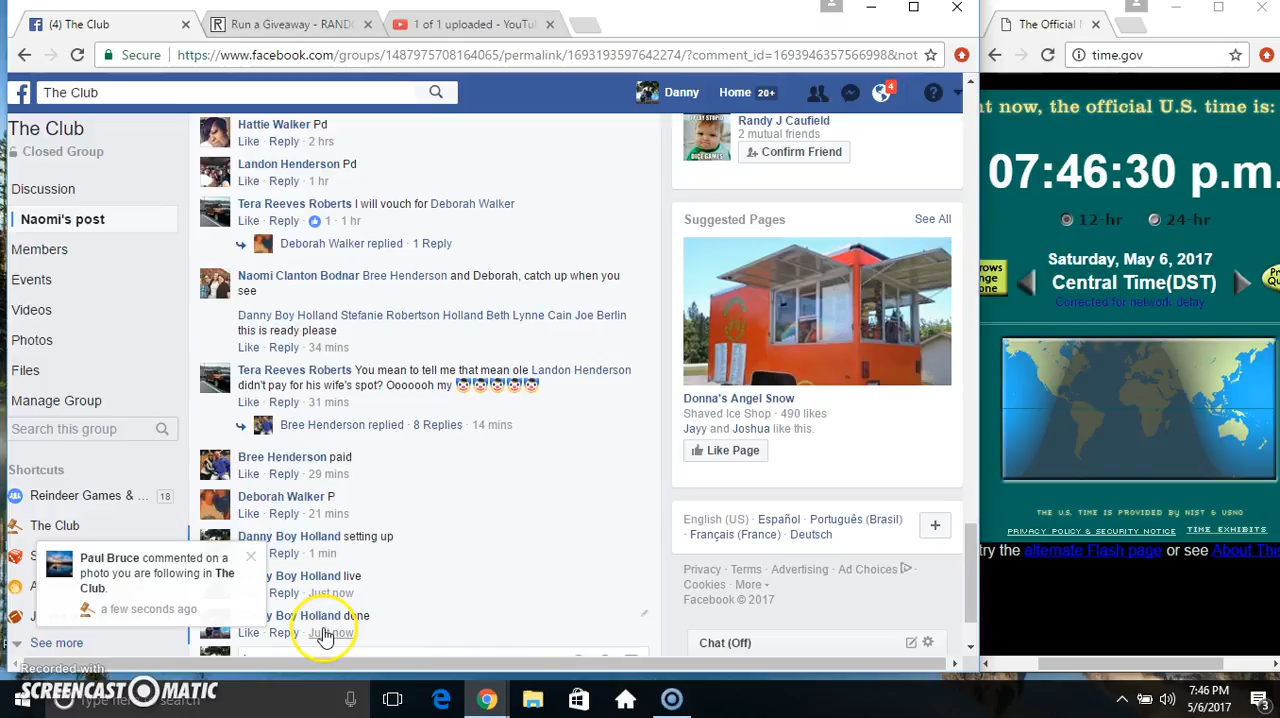 (4) The Club
Run a Giveaway - RAND
1 of 1 uploaded - YouTu
The Official
Secure
https://www.facebook.com/groups/1487975708164065/permalink/1693193597642274/?comment_id=16939463575669​98&not
time.gov
The Club
Danny
Home 20+
4
The Club
Closed Group
Discussion
Naomi's post
Members
Events
Videos
Photos
Files
Manage Group
Search this group
Shortcuts
Reindeer Games & ... 18
The Club
See more
Paul Bruce commented on a
photo you are following in The
Club.
a few seconds ago
Hattie Walker Pd
Like · Reply · 2 hrs
Landon Henderson Pd
Like · Reply · 1 hr
Tera Reeves Roberts I will vouch for Deborah Walker
Like · Reply · 1 · 1 hr
Deborah Walker replied · 1 Reply
Naomi Clanton Bodnar Bree Henderson and Deborah, catch up when you
see
Danny Boy Holland Stefanie Robertson Holland Beth Lynne Cain Joe Berlin
this is ready please
Like · Reply · 34 mins
Tera Reeves Roberts You mean to tell me that mean ole Landon Henderson
didn't pay for his wife's spot? Ooooooh my
Like · Reply · 31 mins
Bree Henderson replied · 8 Replies · 14 mins
Bree Henderson paid
Like · Reply · 29 mins
Deborah Walker P
Like · Reply · 21 mins
Danny Boy Holland setting up
Reply · 1 min
Boy Holland live
Reply · Just now
Boy Holland done
Like · Reply · Just now
Randy J Caufield
2 mutual friends
Confirm Friend
Suggested Pages
See All
Donna's Angel Snow
Shaved Ice Shop · 490 likes
Jayy and Joshua like this.
Like Page
English (US) · Español · Português (Brasil)
· Français (France) · Deutsch
Privacy · Terms · Advertising · Ad Choices
Cookies · More
Facebook © 2017
Chat (Off)
t now, the official U.S. time is:
07:46:30 p.m.
12-hr
24-hr
Saturday, May 6, 2017
Central Time(DST)
Corrected for network delay
THE U.S. TIME IS PROVIDED BY NIST & USNO
PRIVACY POLICY & SECURITY NOTICE
TIME EXHIBITS
try the alternate Flash page or see About Th
Recorded with
SCREENCAST-O-MATIC
7:46 PM
5/6/2017
3